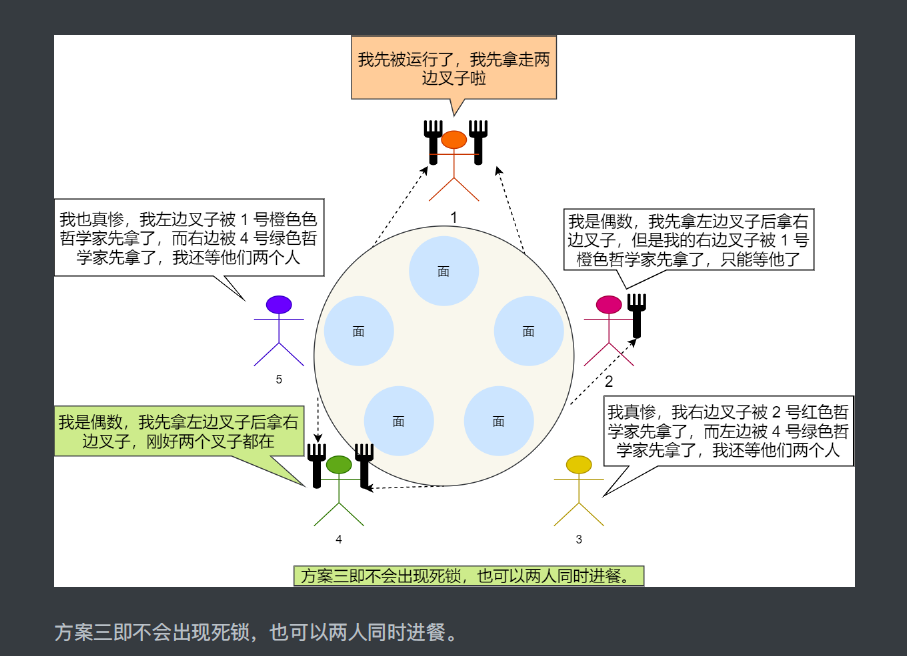 我先被运行了，我先拿走两
边叉子啦
1
我也真惨，我左边叉子被 1 号橙色色
哲学家先拿了，而右边被 4 号绿色哲
学家先拿了，我还等他们两个人
我是偶数，我先拿左边叉子后拿右
边叉子，但是我的右边叉子被 1 号
橙色哲学家先拿了，只能等他了
面
面
面
5
2
我是偶数，我先拿左边叉子后拿右
边叉子，刚好两个叉子都在
面
面
我真惨，我右边叉子被 2 号红色哲
学家先拿了，而左边被 4 号绿色哲
学家先拿了，我还等他们两个人
4
3
方案三即不会出现死锁，也可以两人同时进餐。
方案三即不会出现死锁，也可以两人同时进餐。